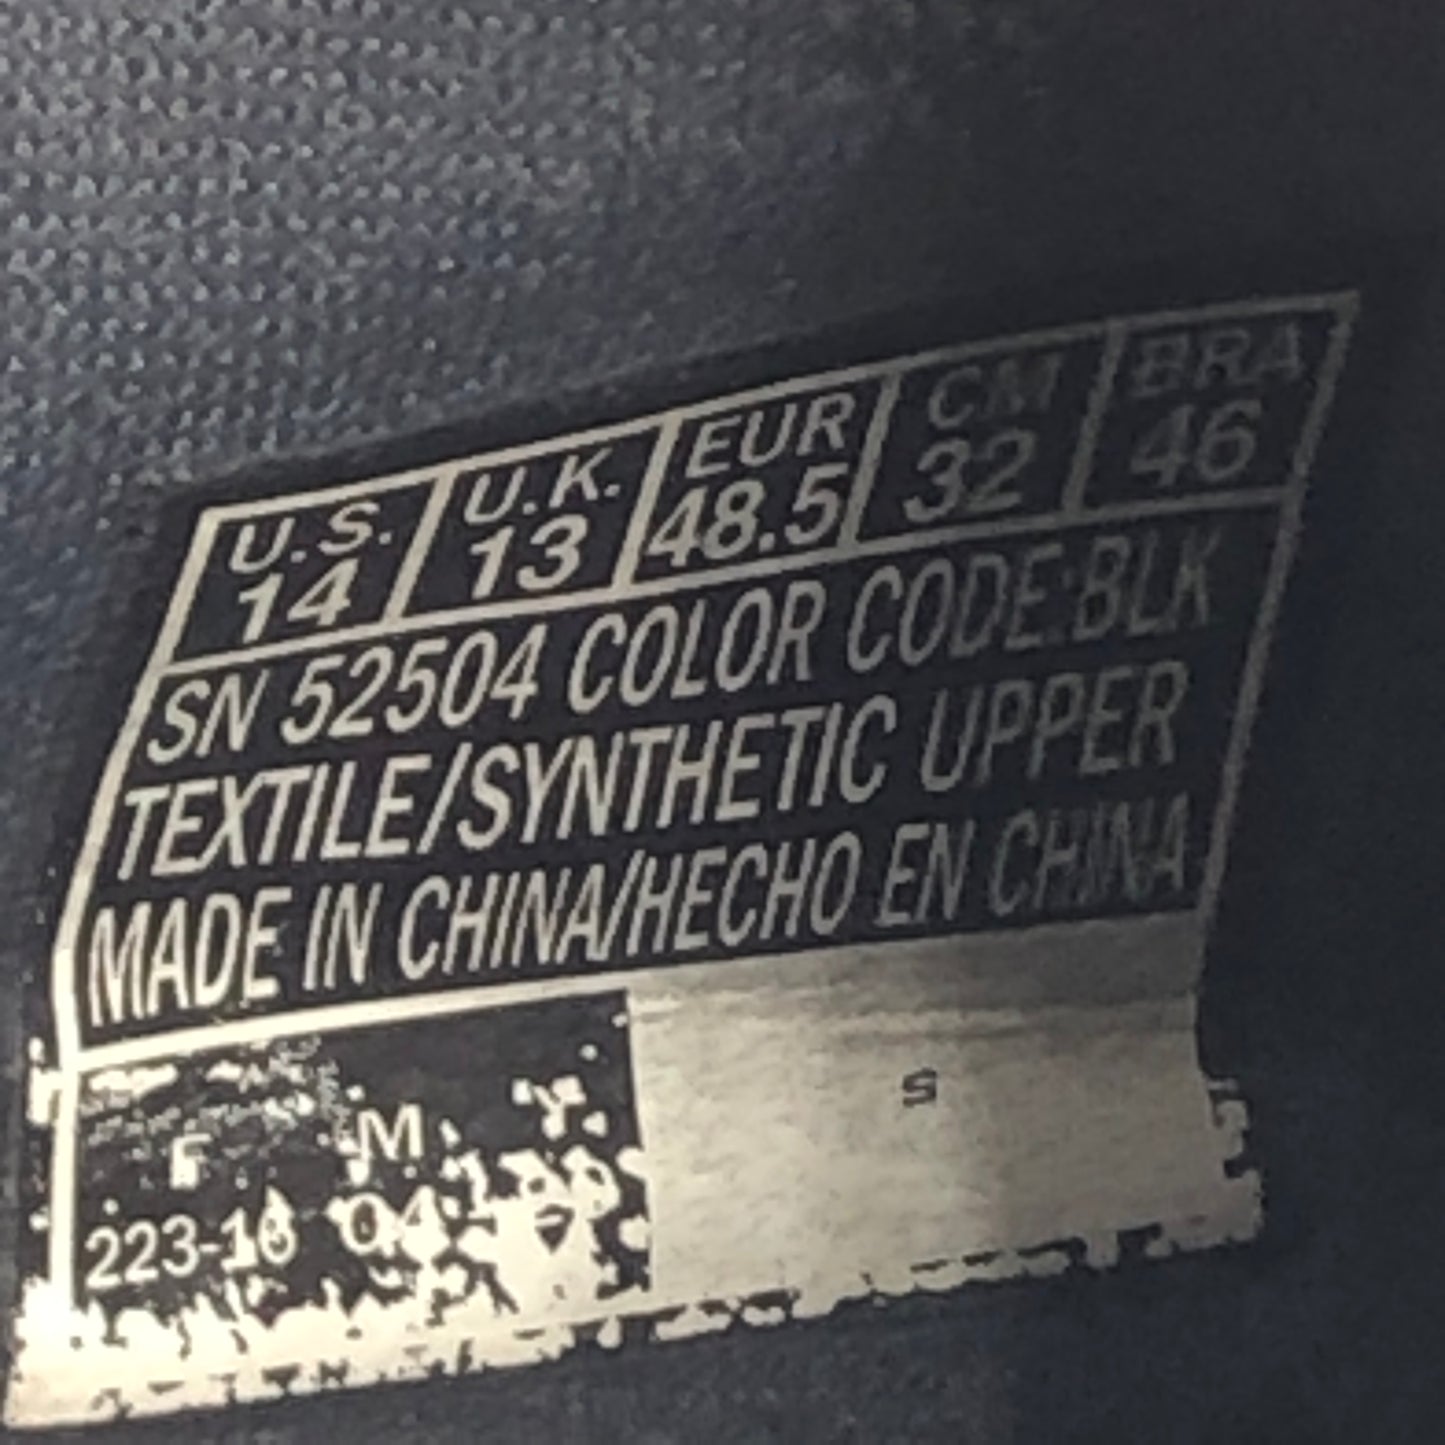 U.S. U.K. EUR CM BRA
14 13 48.5 32 46
SN 52504 COLOR CODE:BLK
TEXTILE/SYNTHETIC UPPER
MADE IN CHINA/HECHO EN CHINA
S
F M Y
04